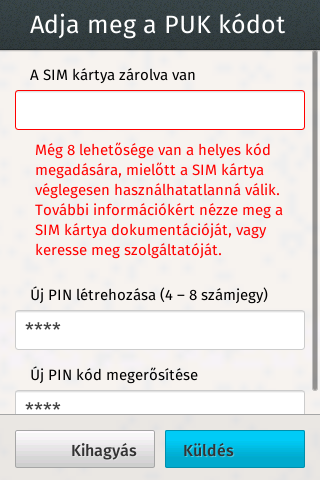 Adja meg a PUK kódot
A SIM kártya zárolva van
Még 8 lehetősége van a helyes kód
megadására, mielőtt a SIM kártya
véglegesen használhatatlanná válik.
További információkért nézze meg a
SIM kártya dokumentációját, vagy
keresse meg szolgáltatóját.
Új PIN létrehozása (4 – 8 számjegy)
****
Új PIN kód megerősítése
****
Kihagyás
Küldés